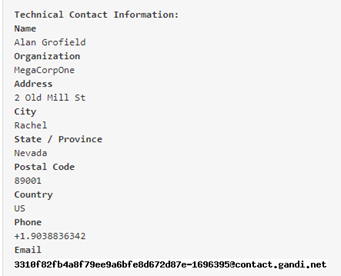 Technical Contact Information:
Name
Alan Grofield
Organization
MegaCorpOne
Address
2 Old Mill St
City
Rachel
State / Province
Nevada
Postal Code
89001
Country
US
Phone
+1.9038836342
Email
3310f82fb4a8f79ee9a6bfe8d672d87e-1696395@contact.gandi.net